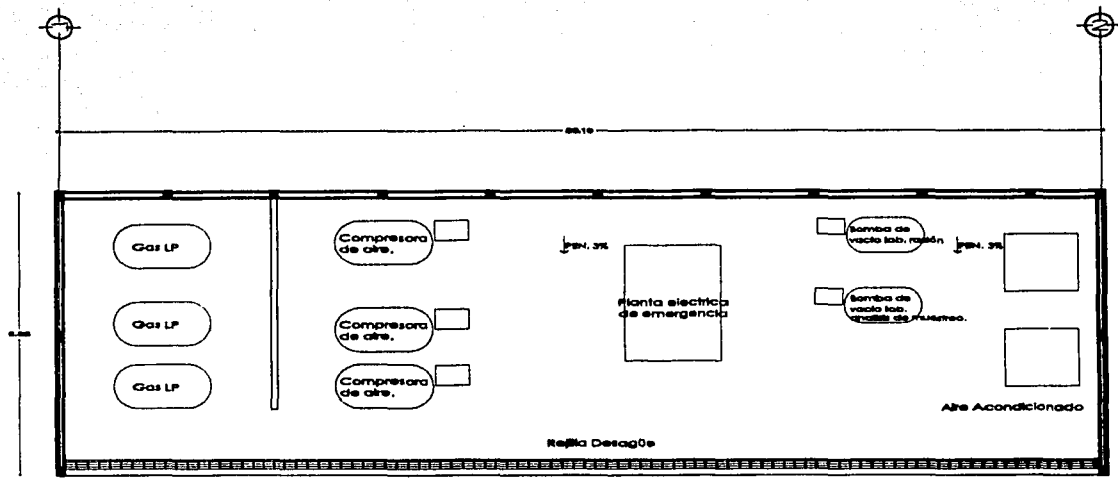 Gas LP
Compresora
de aire.
PEN. 3%
Bomba de
vacio lab.
PEN. 3%
Planta electrica
de emergencia
Gas LP
Compresora
de aire.
Bomba de
vacio lab.
analisis de muestreo.
Gas LP
Compresora
de aire.
Aire Acondicionado
Rejilla Desagüe